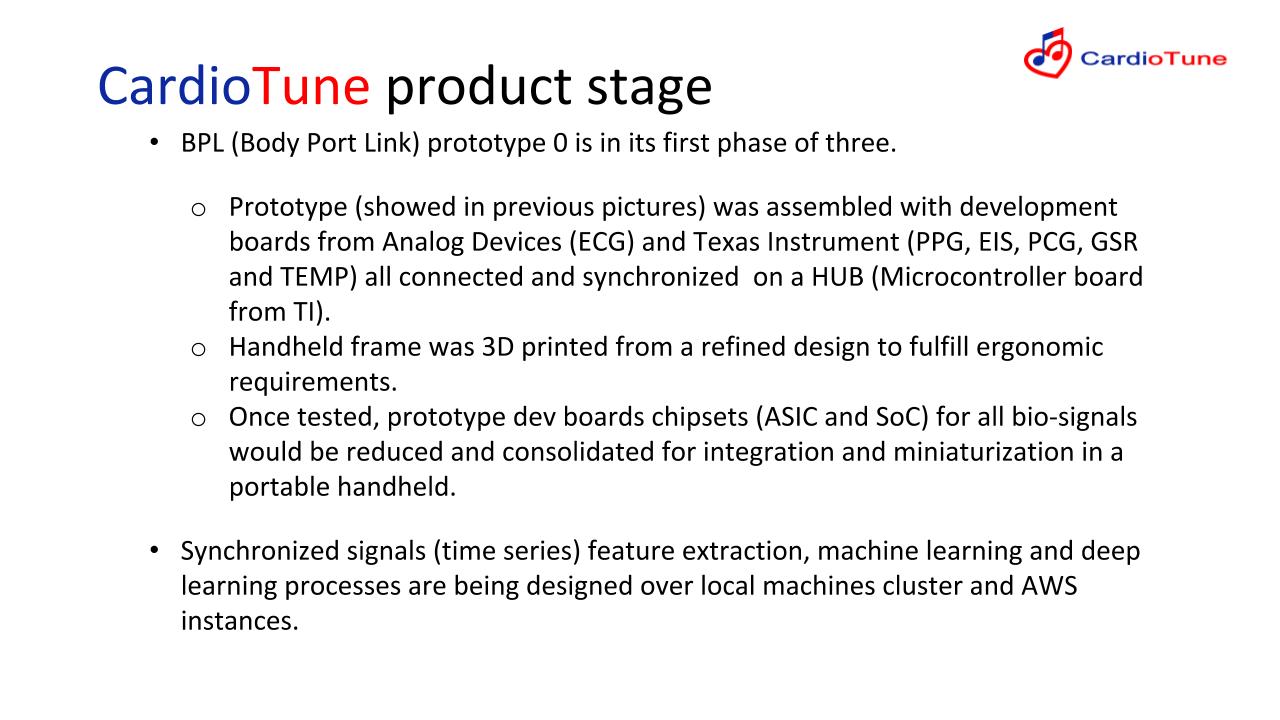 CardioTune
CardioTune product stage
• BPL (Body Port Link) prototype 0 is in its first phase of three.
o Prototype (showed in previous pictures) was assembled with development
boards from Analog Devices (ECG) and Texas Instrument (PPG, EIS, PCG, GSR
and TEMP) all connected and synchronized  on a HUB (Microcontroller board
from TI).
o Handheld frame was 3D printed from a refined design to fulfill ergonomic
requirements.
o Once tested, prototype dev boards chipsets (ASIC and SoC) for all bio-signals
would be reduced and consolidated for integration and miniaturization in a
portable handheld.
• Synchronized signals (time series) feature extraction, machine learning and deep
learning processes are being designed over local machines cluster and AWS
instances.